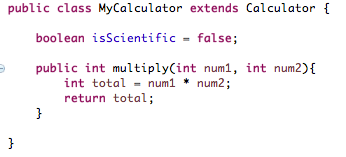 public class MyCalculator extends Calculator {
boolean isScientific = false;
public int multiply(int num1, int num2){
int total = num1 * num2;
return total;
}
}